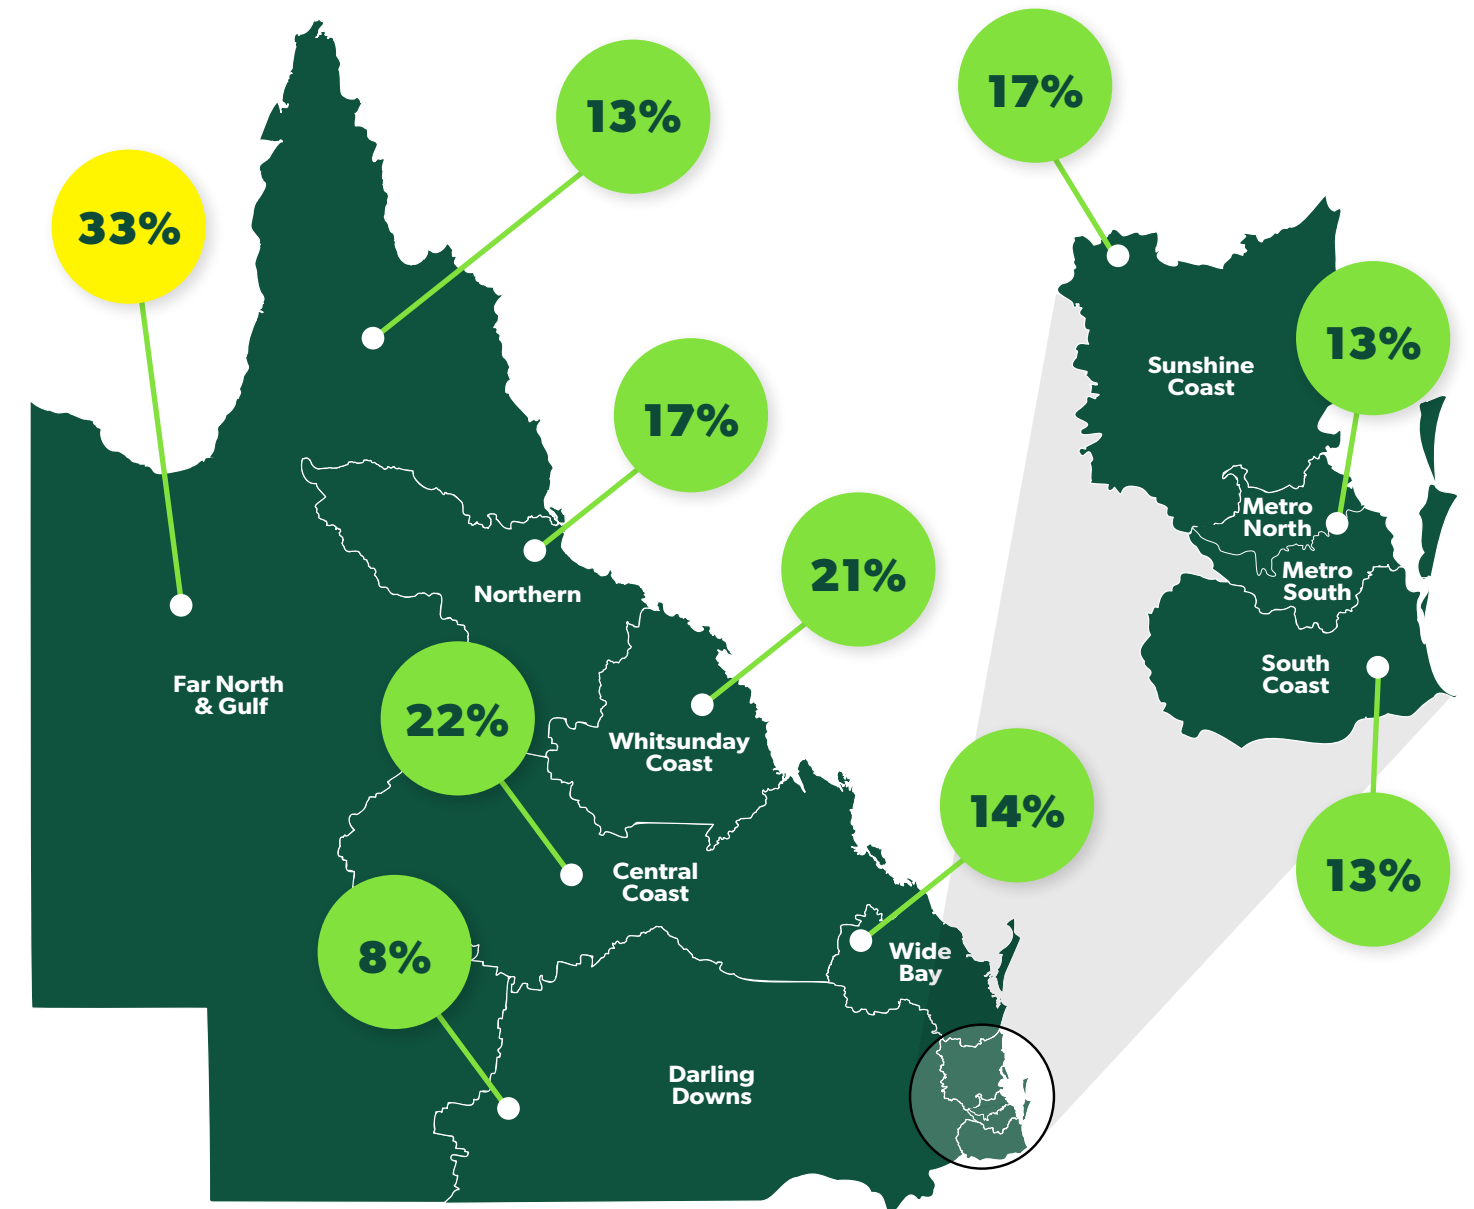 17%
13%
33%
13%
Sunshine
Coast
17%
Metro
North
21%
Metro
South
Northern
South
Coast
Far North
& Gulf
22%
Whitsunday
Coast
14%
Central
Coast
13%
8%
Wide
Bay
Darling
Downs